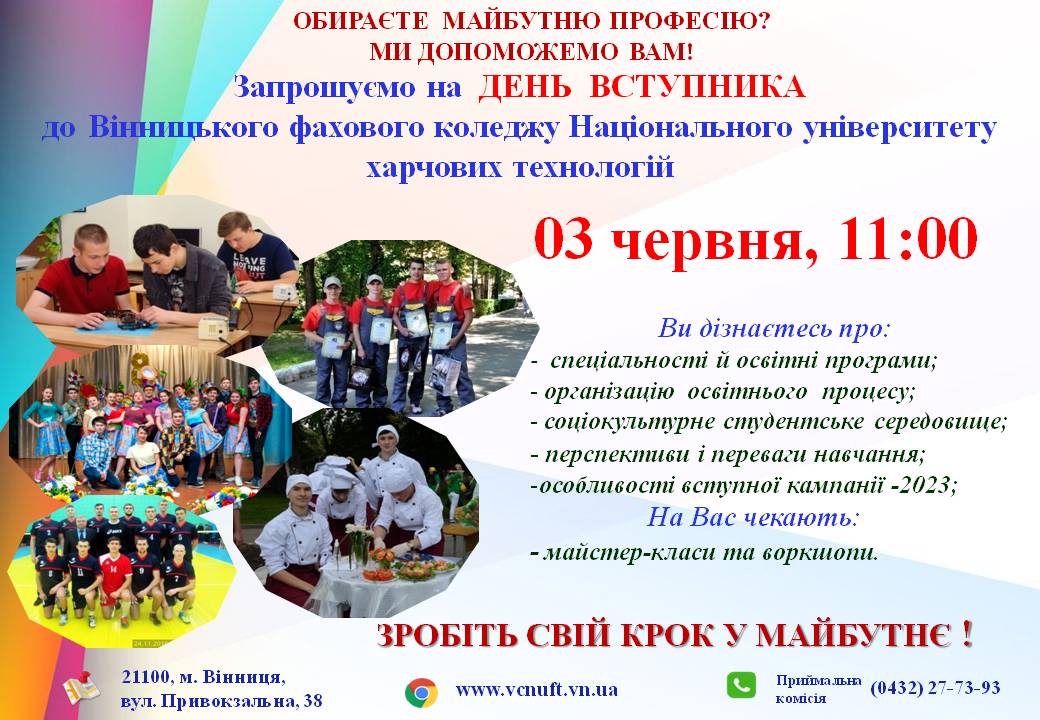 ОБИРАЄТЕ МАЙБУТНЮ ПРОФЕСІЮ?
МИ ДОПОМОЖЕМО ВАМ!
Запрошуємо на ДЕНЬ ВСТУПНИКА
до Вінницького фахового коледжу Національного університету
харчових технологій
03 червня, 11:00
LEAVE
NOTHING
BUT
Ви дізнаєтесь про:
- спеціальності й освітні програми;
- організацію освітнього процесу;
- соціокультурне студентське середовище;
- перспективи і переваги навчання;
-особливості вступної кампанії -2023;
На Вас чекають:
- майстер-класи та воркшопи.
ЗРОБІТЬ СВІЙ КРОК У МАЙБУТНЄ !
21100, м. Вінниця,
вул. Привокзальна, 38
www.vcnuft.vn.ua
Приймальна
комісія
(0432) 27-73-93